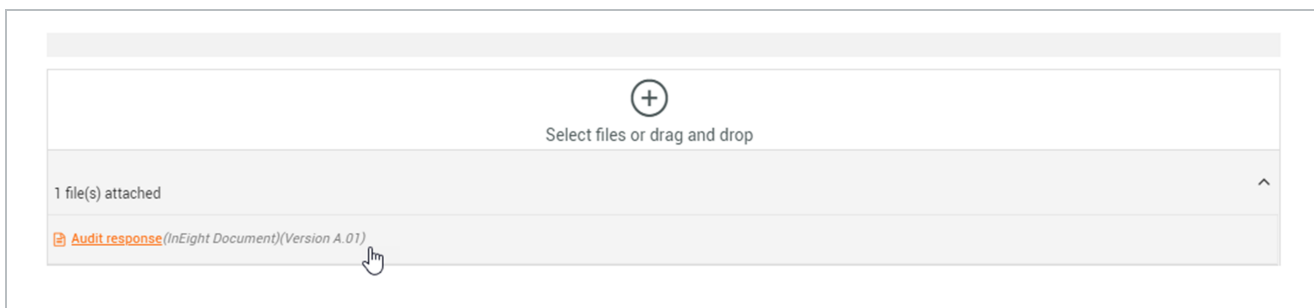 Select files or drag and drop
1 file(s) attached
Audit response(InEight Document)(Version A.01)